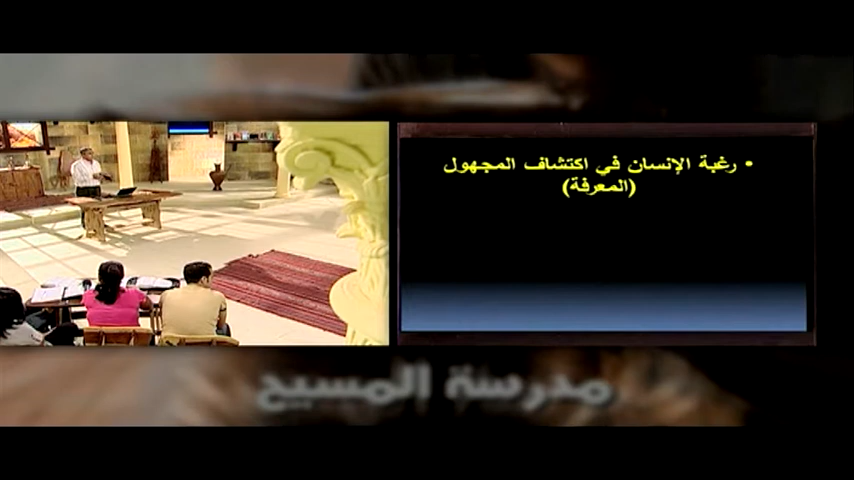 • رغبة الإنسان في اكتشاف المجهول
(المعرفة)
مدرسة المسيح